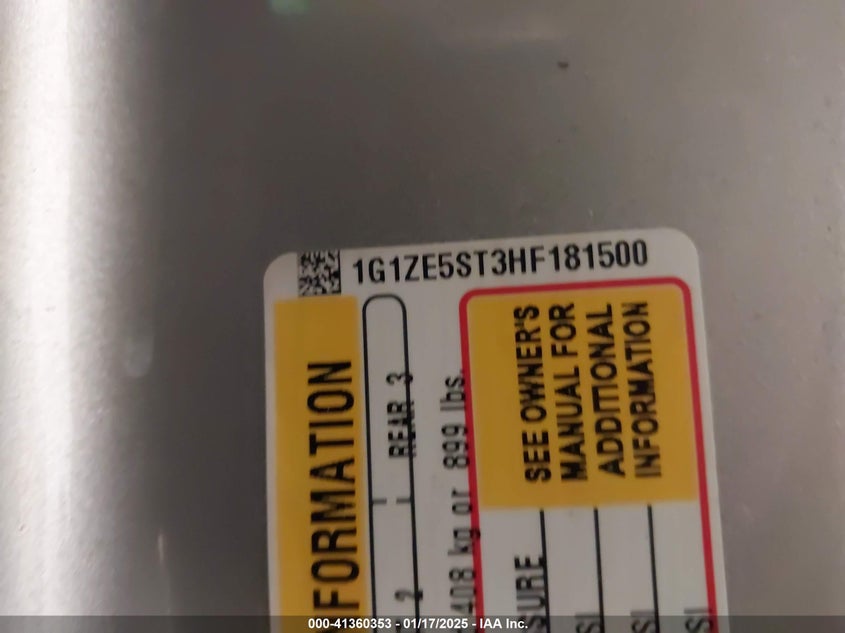 1G1ZE5ST3HF181500
SEE OWNER'S
MANUAL FOR
ADDITIONAL
INFORMATION
REAR 3
2
408 kg or 899 lbs.
000-41360353 - 01/17/2025 - IAA Inc.